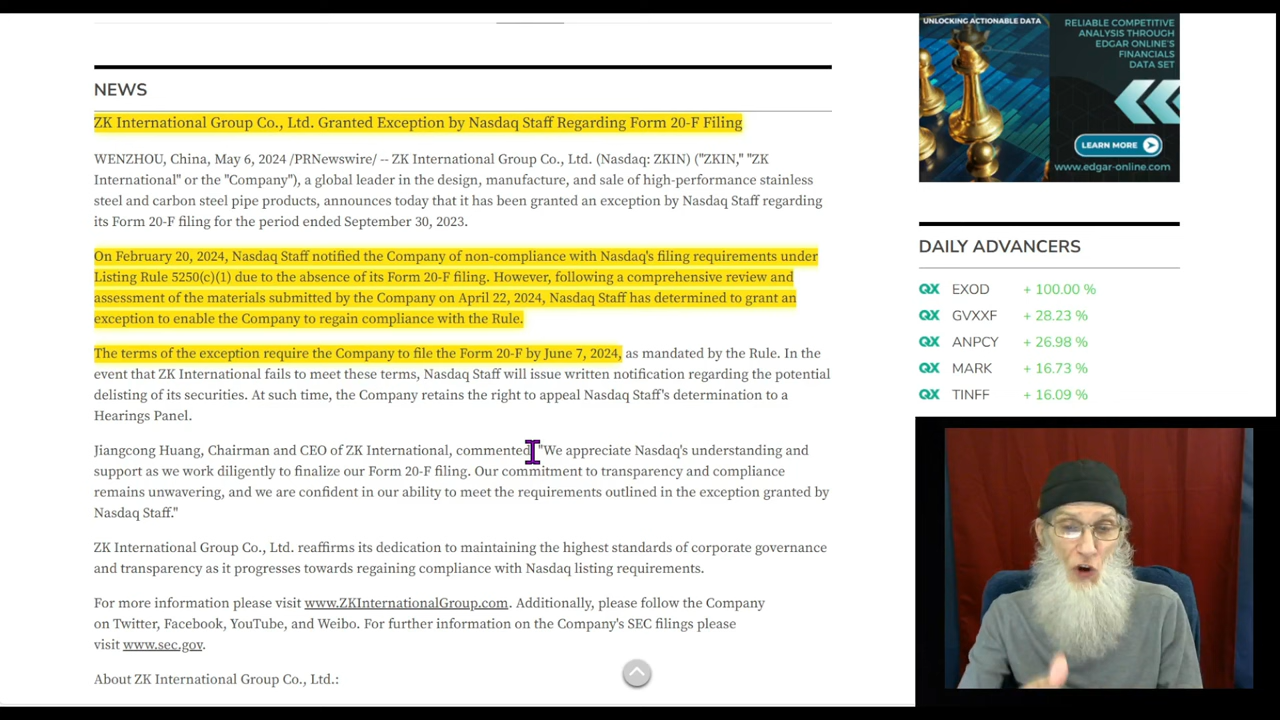 NEWS
ZK International Group Co., Ltd. Granted Exception by Nasdaq Staff Regarding Form 20-F Filing
WENZHOU, China, May 6, 2024 /PRNewswire/ -- ZK International Group Co., Ltd. (Nasdaq: ZKIN) ("ZKIN," "ZK
International" or the "Company"), a global leader in the design, manufacture, and sale of high-performance stainless
steel and carbon steel pipe products, announces today that it has been granted an exception by Nasdaq Staff regarding
its Form 20-F filing for the period ended September 30, 2023.
On February 20, 2024, Nasdaq Staff notified the Company of non-compliance with Nasdaq's filing requirements under
Listing Rule 5250(c)(1) due to the absence of its Form 20-F filing. However, following a comprehensive review and
assessment of the materials submitted by the Company on April 22, 2024, Nasdaq Staff has determined to grant an
exception to enable the Company to regain compliance with the Rule.
The terms of the exception require the Company to file the Form 20-F by June 7, 2024, as mandated by the Rule. In the
event that ZK International fails to meet these terms, Nasdaq Staff will issue written notification regarding the potential
delisting of its securities. At such time, the Company retains the right to appeal Nasdaq Staff's determination to a
Hearings Panel.
Jiangcong Huang, Chairman and CEO of ZK International, commented, "We appreciate Nasdaq's understanding and
support as we work diligently to finalize our Form 20-F filing. Our commitment to transparency and compliance
remains unwavering, and we are confident in our ability to meet the requirements outlined in the exception granted by
Nasdaq Staff."
ZK International Group Co., Ltd. reaffirms its dedication to maintaining the highest standards of corporate governance
and transparency as it progresses towards regaining compliance with Nasdaq listing requirements.
For more information please visit www.ZKInternationalGroup.com. Additionally, please follow the Company
on Twitter, Facebook, YouTube, and Weibo. For further information on the Company's SEC filings please
visit www.sec.gov.
About ZK International Group Co., Ltd.:
UNLOCKING ACTIONABLE DATA
RELIABLE COMPETITIVE
ANALYSIS THROUGH
EDGAR ONLINE'S
FINANCIALS
DATA SET
LEARN MORE
www.edgar-online.com
DAILY ADVANCERS
QX EXOD + 100.00 %
QX GVXXF + 28.23 %
QX ANPCY + 26.98 %
QX MARK + 16.73 %
QX TINFF + 16.09 %